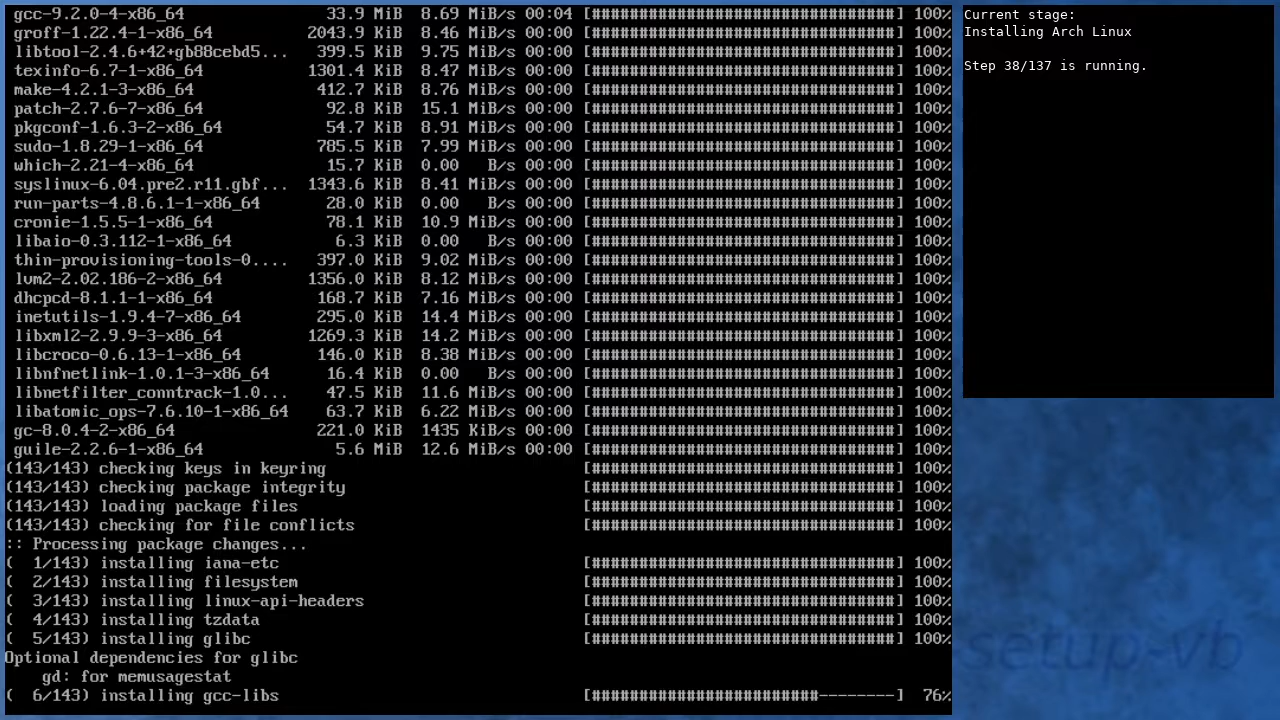 gcc-9.2.0-4-x86_64 33.9 MiB 8.69 MiB/s 00:04 [################################] 100%
groff-1.22.4-1-x86_64 2043.9 KiB 8.46 MiB/s 00:00 [################################] 100%
libtool-2.4.6+42+gb88cebd5... 399.5 KiB 9.75 MiB/s 00:00 [################################] 100%
texinfo-6.7-1-x86_64 1301.4 KiB 8.47 MiB/s 00:00 [################################] 100%
make-4.2.1-3-x86_64 412.7 KiB 8.76 MiB/s 00:00 [################################] 100%
patch-2.7.6-7-x86_64 92.8 KiB 15.1 MiB/s 00:00 [################################] 100%
pkgconf-1.6.3-2-x86_64 54.7 KiB 8.91 MiB/s 00:00 [################################] 100%
sudo-1.8.29-1-x86_64 785.5 KiB 7.99 MiB/s 00:00 [################################] 100%
which-2.21-4-x86_64 15.7 KiB 0.00 B/s 00:00 [################################] 100%
syslinux-6.04.pre2.r11.gbf... 1343.6 KiB 8.41 MiB/s 00:00 [################################] 100%
run-parts-4.8.6.1-1-x86_64 28.0 KiB 0.00 B/s 00:00 [################################] 100%
cronie-1.5.5-1-x86_64 78.1 KiB 10.9 MiB/s 00:00 [################################] 100%
libaio-0.3.112-1-x86_64 6.3 KiB 0.00 B/s 00:00 [################################] 100%
thin-provisioning-tools-0.... 397.0 KiB 9.02 MiB/s 00:00 [################################] 100%
lvm2-2.02.186-2-x86_64 1356.0 KiB 8.12 MiB/s 00:00 [################################] 100%
dhcpcd-8.1.1-1-x86_64 168.7 KiB 7.16 MiB/s 00:00 [################################] 100%
inetutils-1.9.4-7-x86_64 295.0 KiB 14.4 MiB/s 00:00 [################################] 100%
libxml2-2.9.9-3-x86_64 1269.3 KiB 14.2 MiB/s 00:00 [################################] 100%
libcroco-0.6.13-1-x86_64 146.0 KiB 8.38 MiB/s 00:00 [################################] 100%
libnfnetlink-1.0.1-3-x86_64 16.4 KiB 0.00 B/s 00:00 [################################] 100%
libnetfilter_conntrack-1.0... 47.5 KiB 11.6 MiB/s 00:00 [################################] 100%
libatomic_ops-7.6.10-1-x86_64 63.7 KiB 6.22 MiB/s 00:00 [################################] 100%
gc-8.0.4-2-x86_64 221.0 KiB 1435 KiB/s 00:00 [################################] 100%
guile-2.2.6-1-x86_64 5.6 MiB 12.6 MiB/s 00:00 [################################] 100%
(143/143) checking keys in keyring [################################] 100%
(143/143) checking package integrity [################################] 100%
(143/143) loading package files [################################] 100%
(143/143) checking for file conflicts [################################] 100%
:: Processing package changes...
(  1/143) installing iana-etc [################################] 100%
(  2/143) installing filesystem [################################] 100%
(  3/143) installing linux-api-headers [################################] 100%
(  4/143) installing tzdata [################################] 100%
(  5/143) installing glibc [################################] 100%
Optional dependencies for glibc
gd: for memusagestat
(  6/143) installing gcc-libs [########################--------] 76%
Current stage:
Installing Arch Linux
Step 38/137 is running.
setup-vb